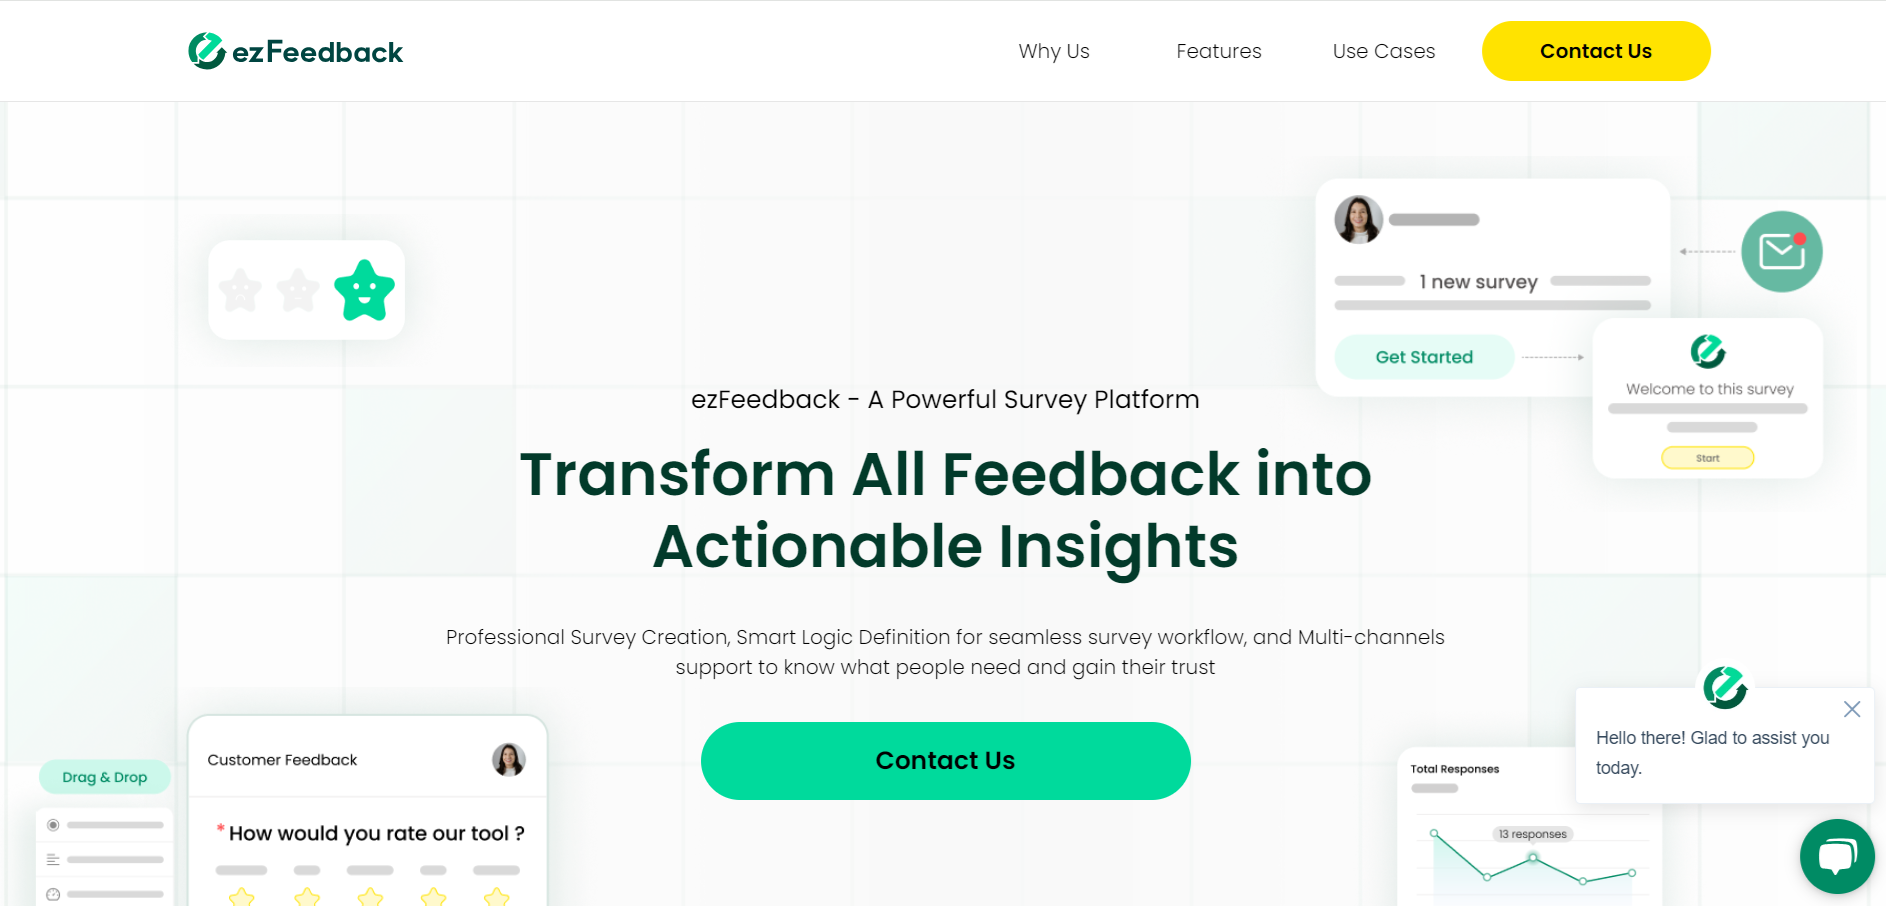 ezFeedback
Why Us
Features
Use Cases
Contact Us
1 new survey
Get Started
Welcome to this survey
Start
ezFeedback - A Powerful Survey Platform
Transform All Feedback into
Actionable Insights
Professional Survey Creation, Smart Logic Definition for seamless survey workflow, and Multi-channels
support to know what people need and gain their trust
Contact Us
Drag & Drop
Customer Feedback
* How would you rate our tool ?
Total Responses
13 responses
Hello there! Glad to assist you
today.